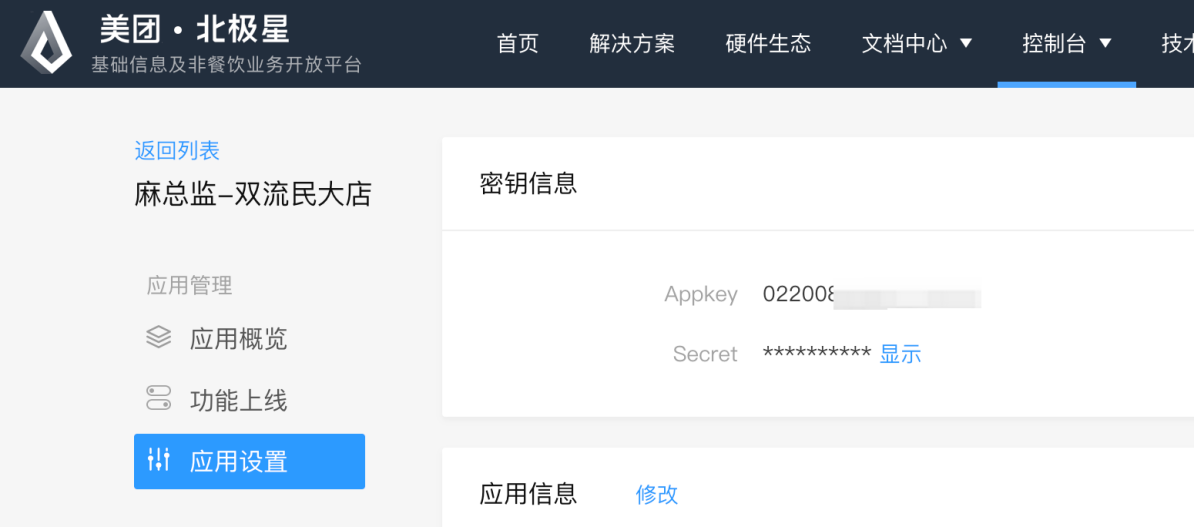 美团·北极星
基础信息及非餐饮业务开放平台
首页 解决方案 硬件生态 文档中心 ▼ 控制台 ▼ 技
返回列表
麻总监-双流民大店
应用管理
应用概览
功能上线
应用设置
密钥信息
Appkey 022008
Secret ********** 显示
应用信息 修改